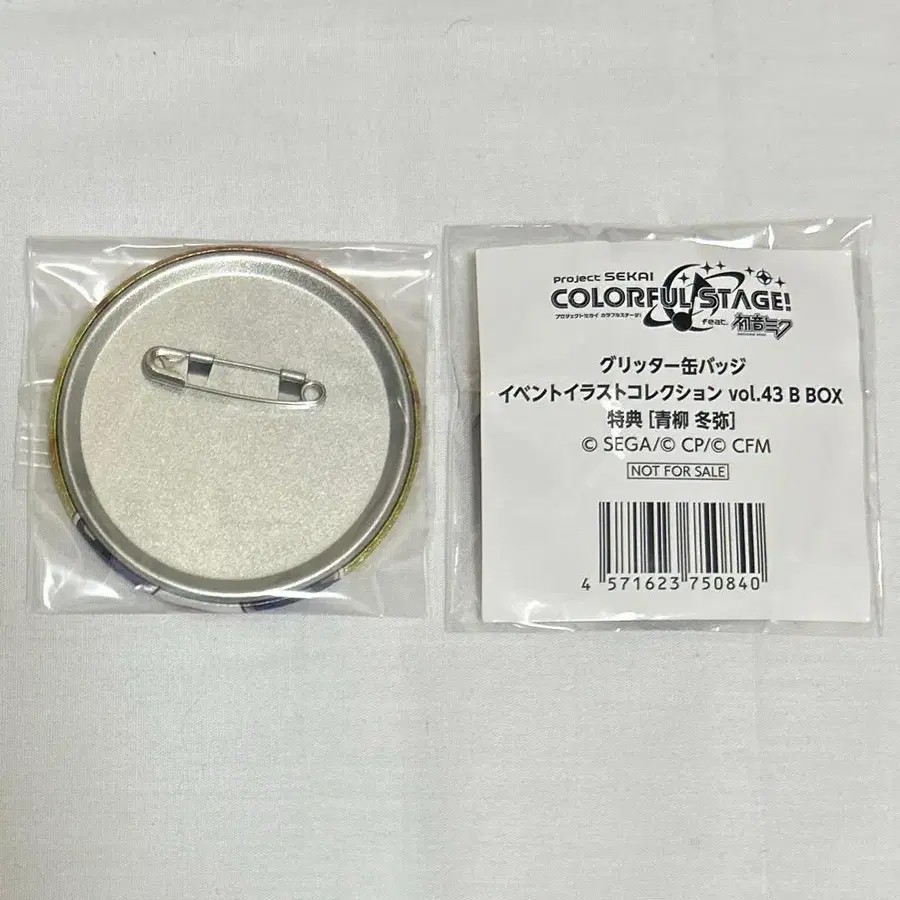 Project SEKAI
COLORFUL STAGE!
プロジェクトセカイ カラフルステージ!
feat. 初音ミク
グリッター缶バッジ
イベントイラストコレクション vol.43 B BOX
特典 [青柳 冬弥]
© SEGA/© CP/© CFM
NOT FOR SALE
4 571623 750840